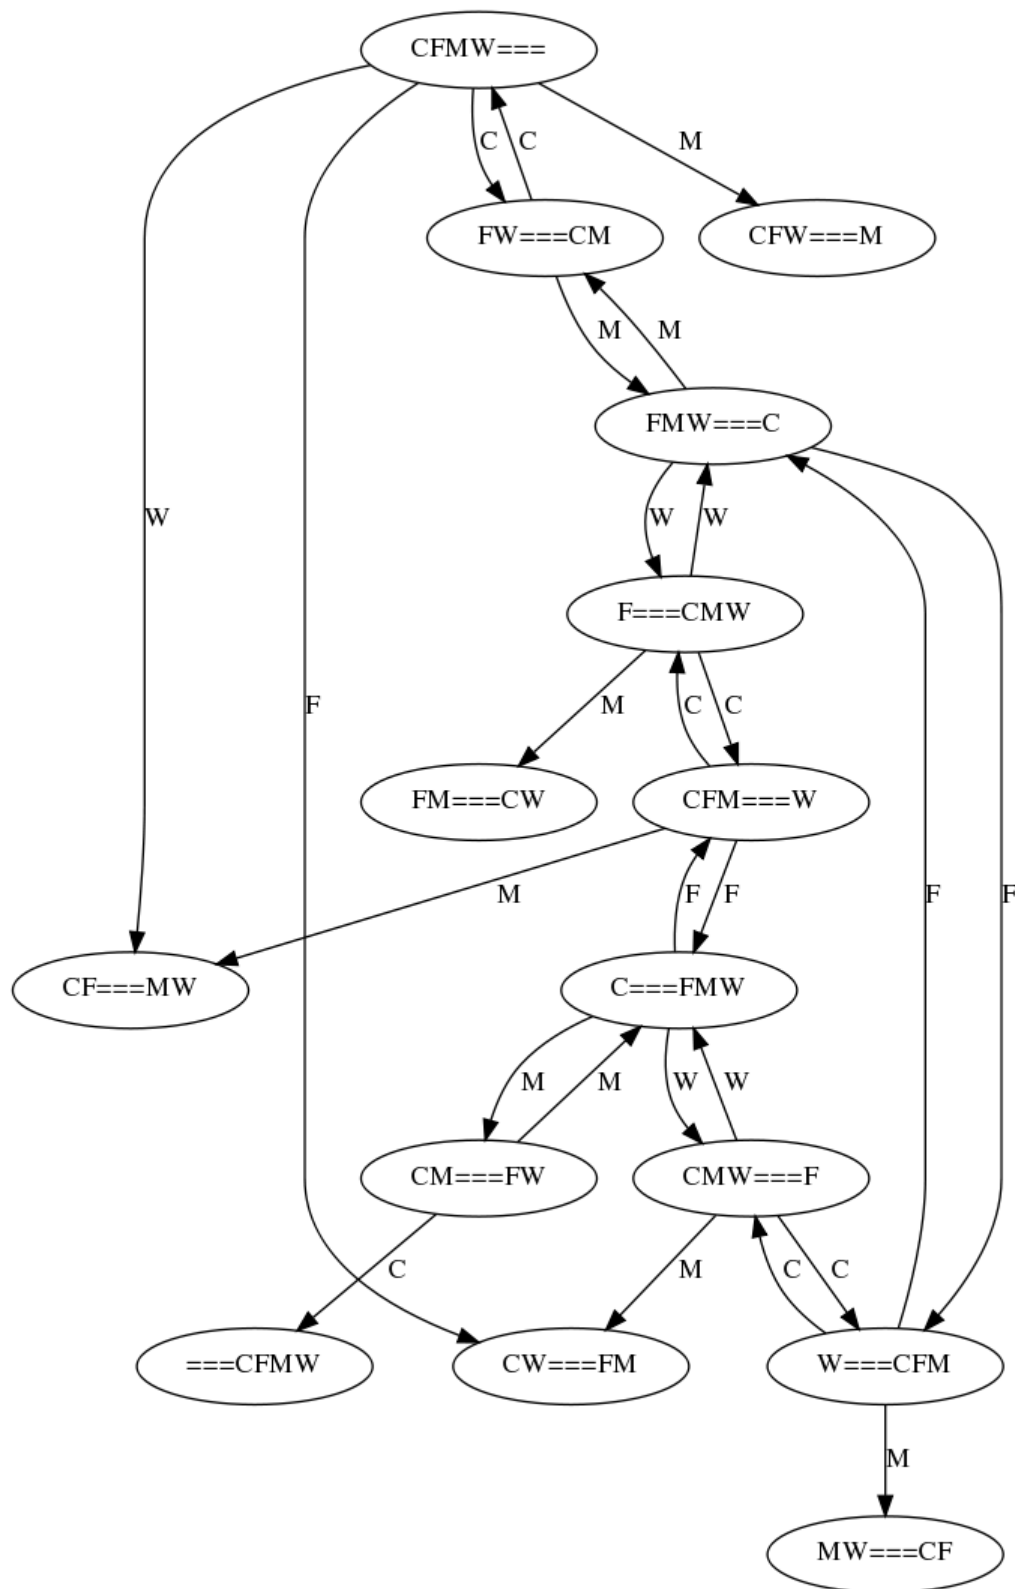 CFMW===
C
C
M
FW===CM
CFW===M
M
M
FMW===C
W
W
W
F===CMW
F
M
C
C
FM===CW
CFM===W
M
F
F
F
F
CF===MW
C===FMW
M
M
W
W
CM===FW
CMW===F
C
M
C
C
===CFMW
CW===FM
W===CFM
M
MW===CF